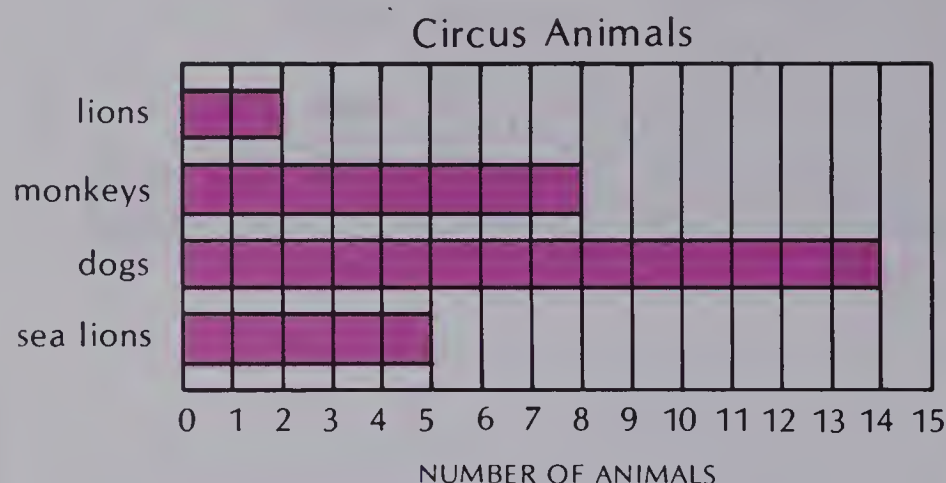 Circus Animals
lions
monkeys
dogs
sea lions
0 1 2 3 4 5 6 7 8 9 10 11 12 13 14 15
NUMBER OF ANIMALS